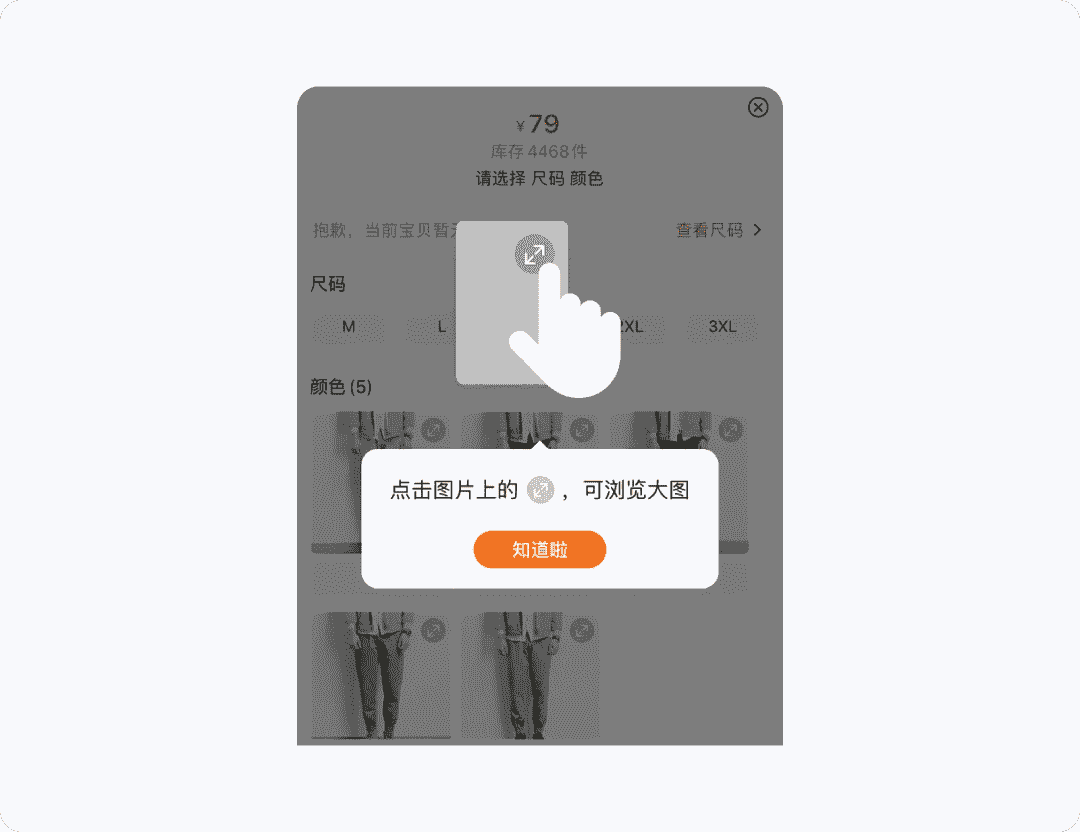 ¥79
库存 4468件
请选择 尺码 颜色
抱歉，当前宝贝暂
查看尺码
尺码
M
L
2XL
3XL
颜色 (5)
点击图片上的 ，可浏览大图
知道啦